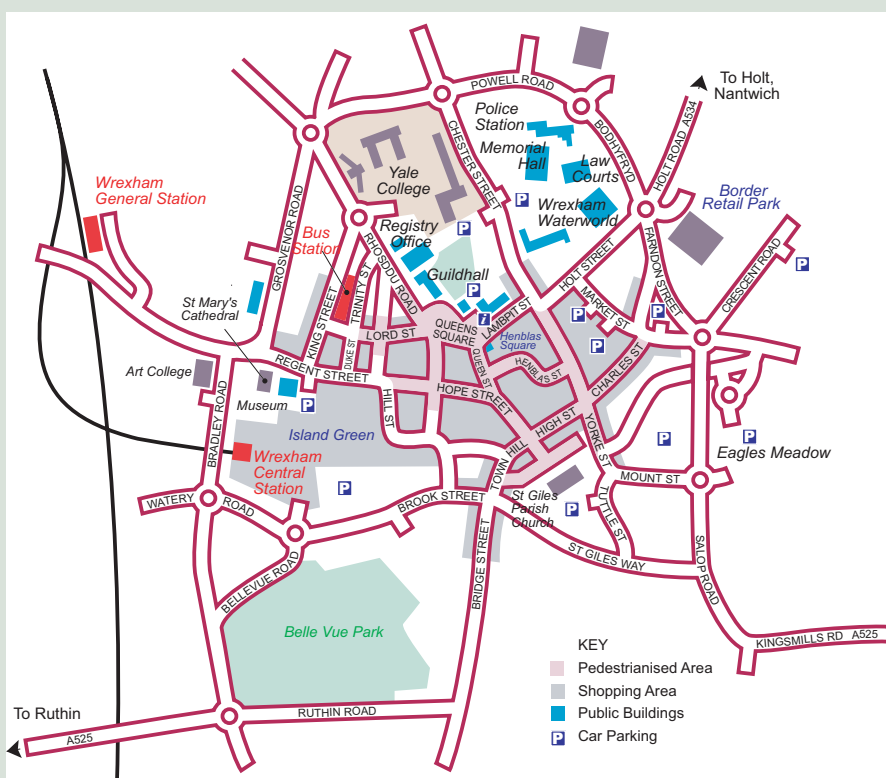 POWELL ROAD
To Holt,
Nantwich
HOLT ROAD A534
Police
Station
Memorial
Hall
Law
Courts
BODHYFRYD
CHESTER STREET
Yale
College
Wrexham
General Station
Wrexham
Waterworld
Border
Retail Park
P
GROSVENOR ROAD
Bus
Station
Registry
Office
P
RHOSDDU ROAD
TRINITY ST
Guildhall
HOLT STREET
FARNDON STREET
CRESCENT ROAD
P
St Mary's
Cathedral
KING STREET
P
i
LAMBPIT ST
MARKET ST
P
P
LORD ST
DUKE ST
QUEENS
SQUARE
QUEEN ST
Henblas
Square
HENBLAS ST
P
CHARLES ST
REGENT STREET
Art College
Museum
P
HILL ST
HOPE STREET
HIGH ST
YORKE ST
BRADLEY ROAD
Island Green
TOWN HILL
P
P
Eagles Meadow
Wrexham
Central
Station
P
BROOK STREET
St Giles
Parish
Church
P
MOUNT ST
TUTTLE ST
WATERY ROAD
BELLEVUE ROAD
BRIDGE STREET
ST GILES WAY
SALOP ROAD
Belle Vue Park
KINGSMILLS RD A525
KEY
Pedestrianised Area
Shopping Area
Public Buildings
P Car Parking
To Ruthin
A525
RUTHIN ROAD